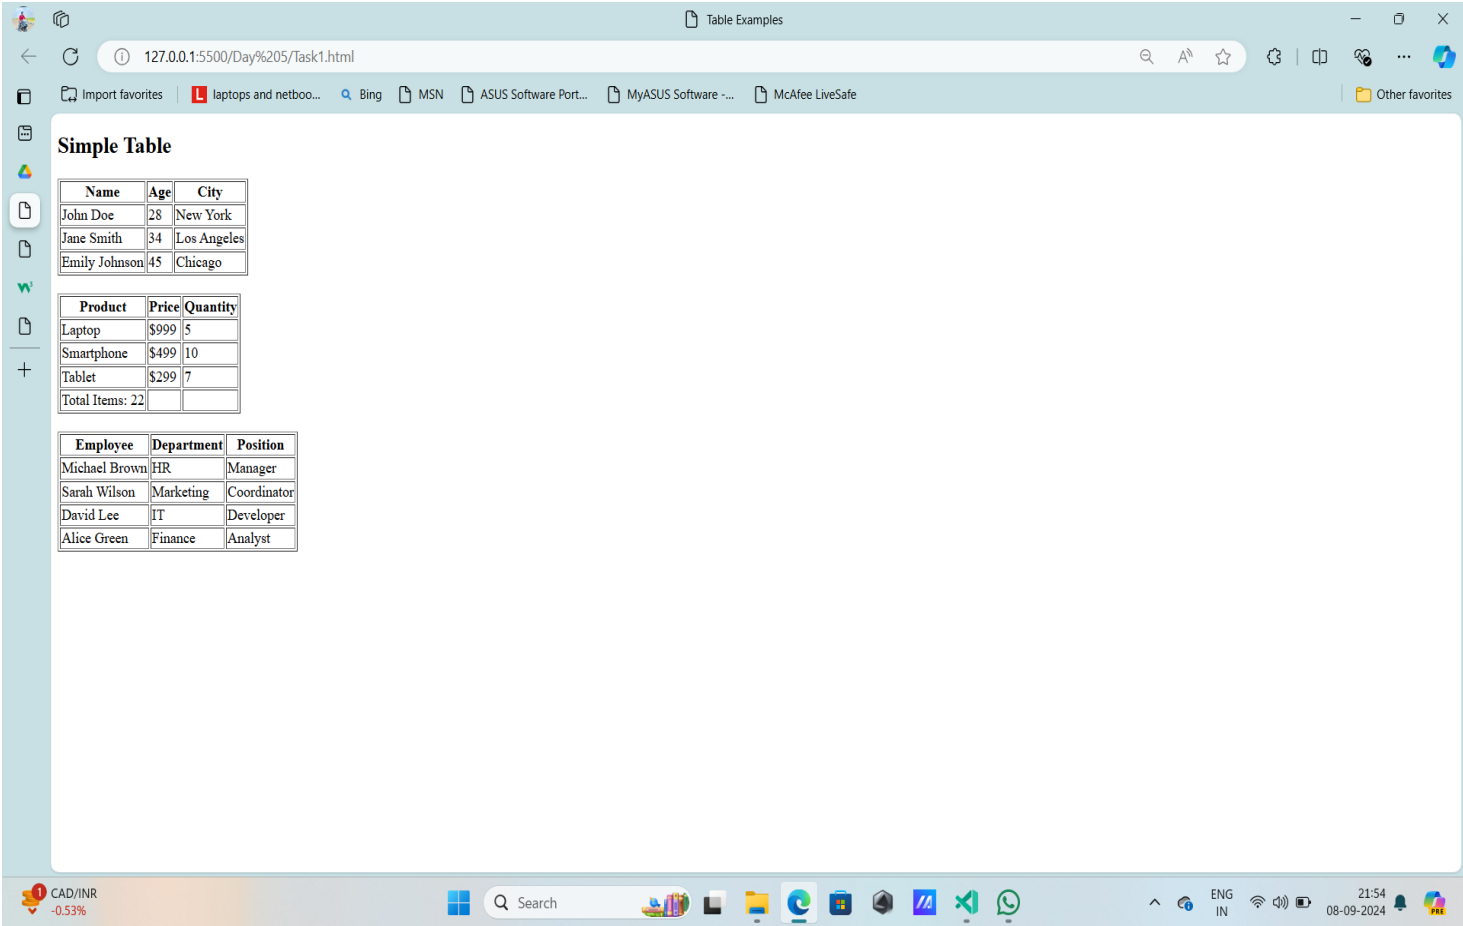 Table Examples
127.0.0.1:5500/Day%205/Task1.html
Import favorites L laptops and netboo... Bing MSN ASUS Software Port... MyASUS Software -... McAfee LiveSafe Other favorites
Simple Table
Name Age City
John Doe 28 New York
Jane Smith 34 Los Angeles
Emily Johnson 45 Chicago
Product Price Quantity
Laptop $999 5
Smartphone $499 10
Tablet $299 7
Total Items: 22
Employee Department Position
Michael Brown HR Manager
Sarah Wilson Marketing Coordinator
David Lee IT Developer
Alice Green Finance Analyst
1 CAD/INR
-0.53%
Search
ENG
IN
21:54
08-09-2024
PRE